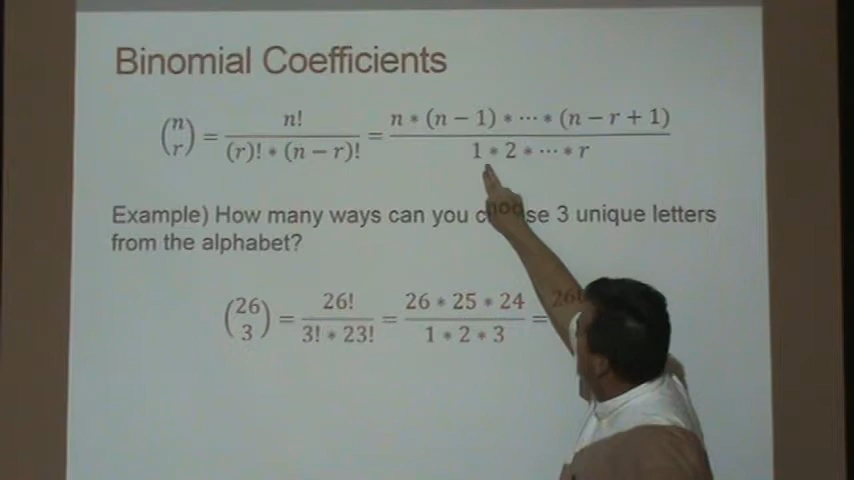 Binomial Coefficients
(n r) = n! / (r)! * (n − r)! = n * (n − 1) * ⋯ * (n − r + 1) / 1 * 2 * ⋯ * r
Example) How many ways can you choose 3 unique letters
from the alphabet?
(26 3) = 26! / 3! * 23! = 26 * 25 * 24 / 1 * 2 * 3 =